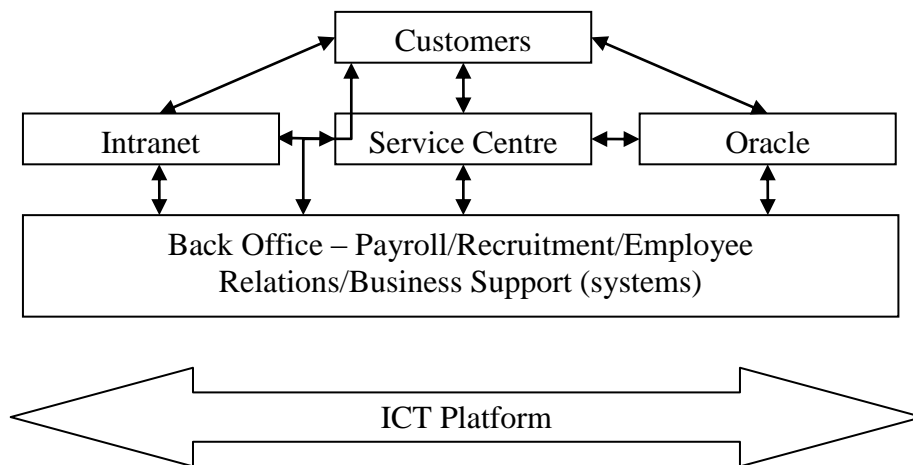 Customers
Intranet
Service Centre
Oracle
Back Office – Payroll/Recruitment/Employee
Relations/Business Support (systems)
ICT Platform